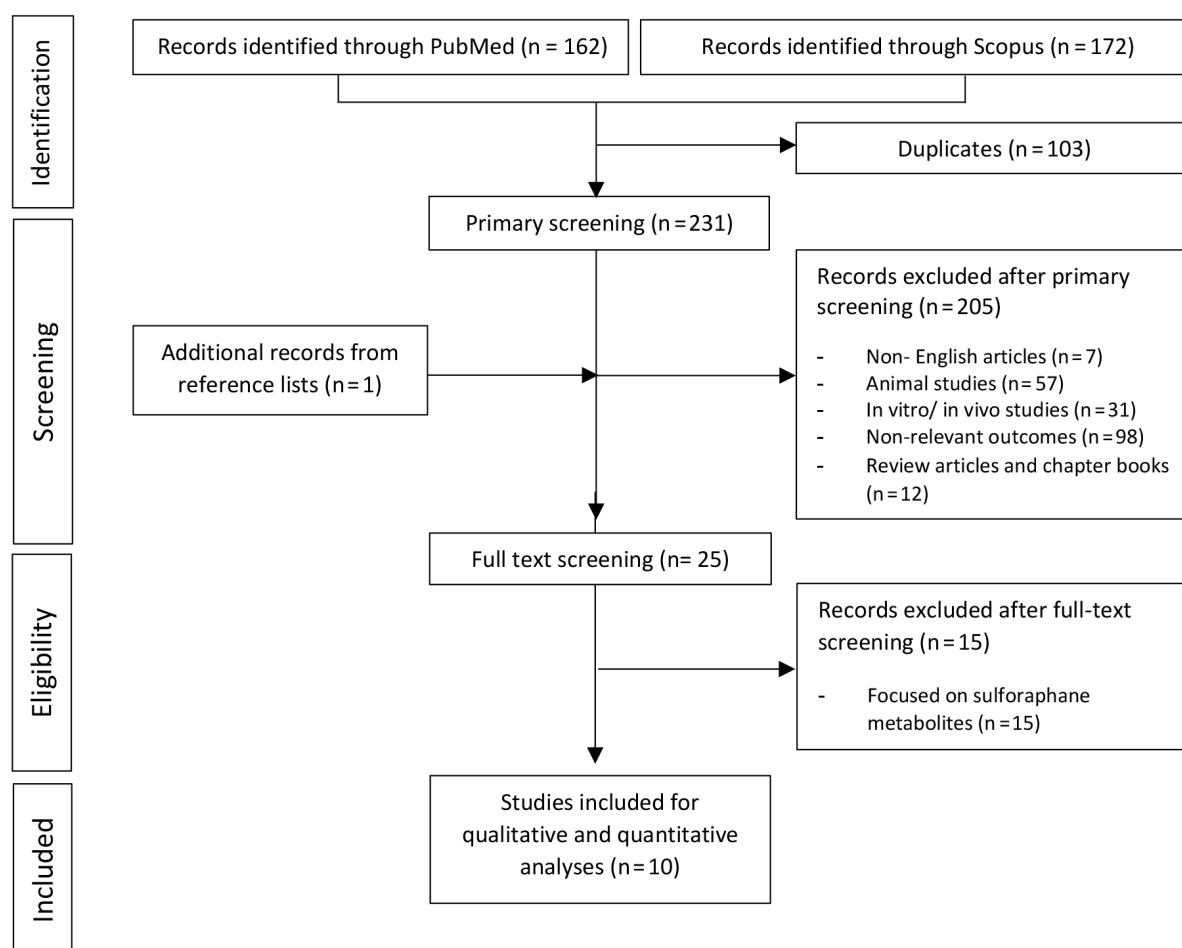 Identification
Records identified through PubMed (n = 162)
Records identified through Scopus (n = 172)
Duplicates (n = 103)
Primary screening (n = 231)
Screening
Records excluded after primary
screening (n = 205)
- Non- English articles (n = 7)
- Animal studies (n = 57)
- In vitro/ in vivo studies (n = 31)
- Non-relevant outcomes (n = 98)
- Review articles and chapter books
(n = 12)
Additional records from
reference lists (n = 1)
Full text screening (n= 25)
Eligibility
Records excluded after full-text
screening (n = 15)
- Focused on sulforaphane
metabolites (n = 15)
Included
Studies included for
qualitative and quantitative
analyses (n = 10)